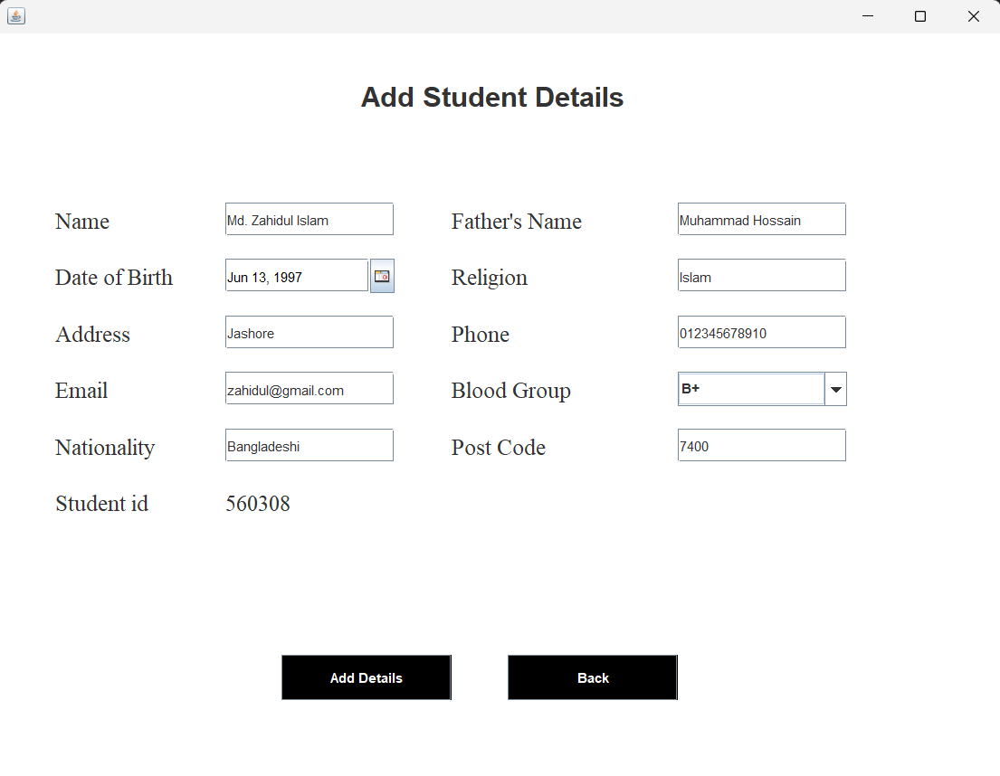 Add Student Details
Name Md. Zahidul Islam Father's Name Muhammad Hossain
Date of Birth Jun 13, 1997 Religion Islam
Address Jashore Phone 012345678910
Email zahidul@gmail.com Blood Group B+
Nationality Bangladeshi Post Code 7400
Student id 560308
Add Details Back